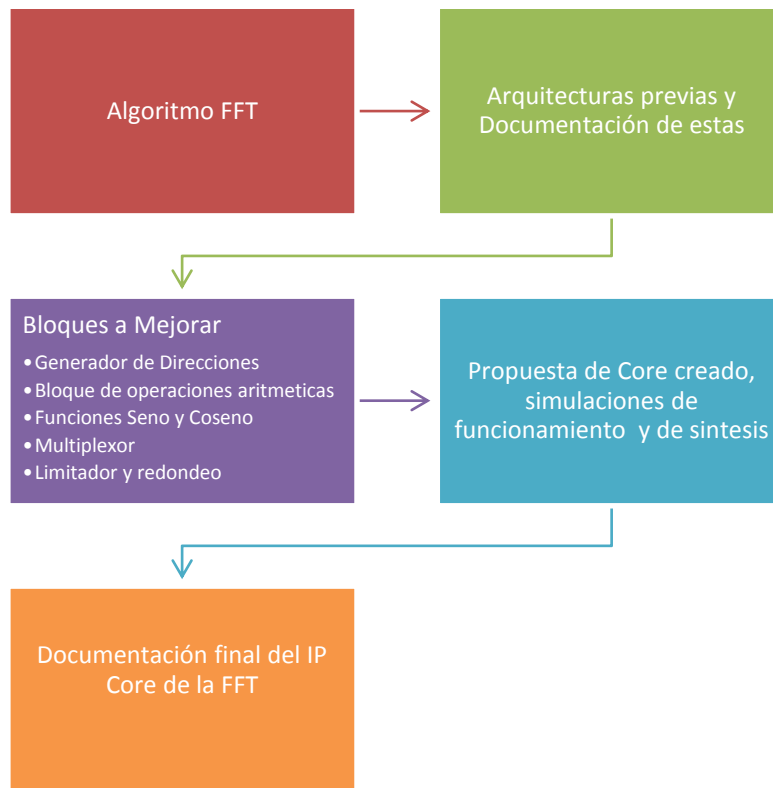 Algoritmo FFT
Arquitecturas previas y
Documentación de estas
Bloques a Mejorar
•Generador de Direcciones
•Bloque de operaciones aritmeticas
•Funciones Seno y Coseno
•Multiplexor
•Limitador y redondeo
Propuesta de Core creado,
simulaciones de
funcionamiento y de sintesis
Documentación final del IP
Core de la FFT